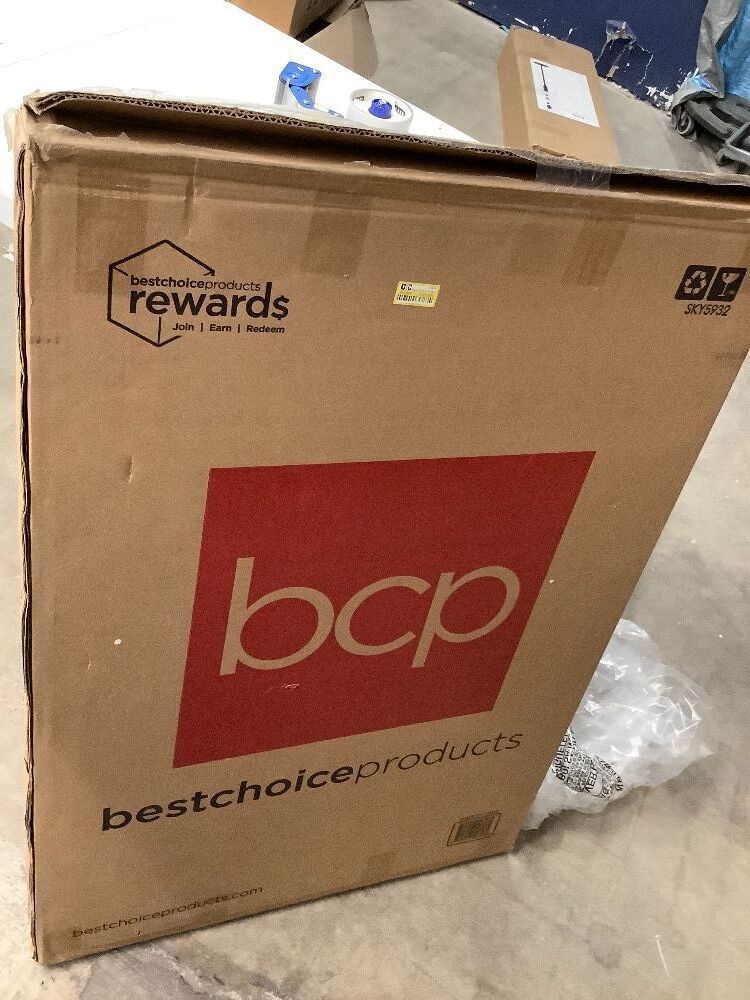 bestchoiceproducts
rewards
Join | Earn | Redeem
SKY5932
bcp
bestchoiceproducts
bestchoiceproducts.com